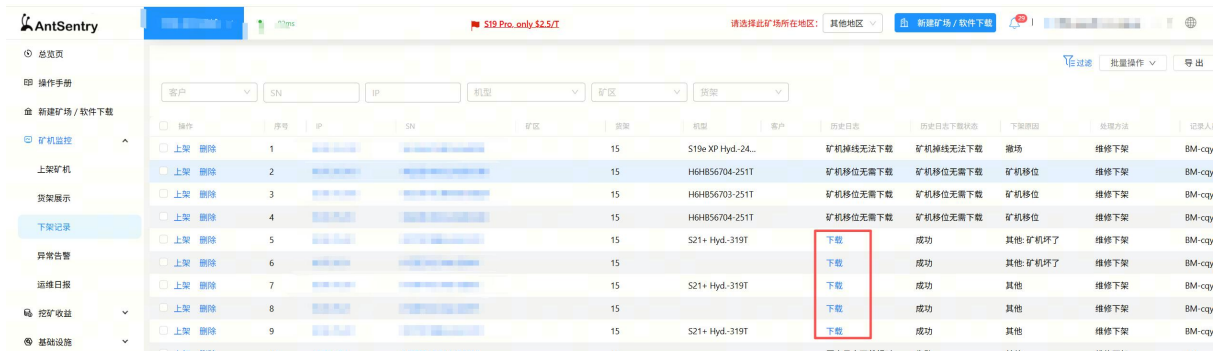 AntSentry
S19 Pro, only $2.5/T
请选择此矿场所在地区： 其他地区 新建矿场 / 软件下载 29
总览页
操作手册
新建矿场 / 软件下载
矿机监控
上架矿机
货架展示
下架记录
异常告警
运维日报
挖矿收益
基础设施
过滤 批量操作 导出
客户 SN IP 机型 矿区 货架
操作 序号 IP SN 矿区 货架 机型 客户 历史日志 历史日志下载状态 下架原因 处理方法
上架 删除 1 15 S19e XP Hyd.-24... 矿机掉线无法下载 矿机掉线无法下载 撤场 维修下架 BM-cqy
上架 删除 2 15 H6HB56704-251T 矿机移位无需下载 矿机移位无需下载 矿机移位 维修下架 BM-cqy
上架 删除 3 15 H6HB56703-251T 矿机移位无需下载 矿机移位无需下载 矿机移位 维修下架 BM-cqy
上架 删除 4 15 H6HB56704-251T 矿机移位无需下载 矿机移位无需下载 矿机移位 维修下架 BM-cqy
上架 删除 5 15 S21+ Hyd.-319T 下载 成功 其他: 矿机坏了 维修下架 BM-cqy
上架 删除 6 15 下载 成功 其他: 矿机坏了 维修下架 BM-cqy
上架 删除 7 15 S21+ Hyd.-319T 下载 成功 其他 维修下架 BM-cqy
上架 删除 8 15 下载 成功 其他 维修下架 BM-cqy
上架 删除 9 15 S21+ Hyd.-319T 下载 成功 其他 维修下架 BM-cqy